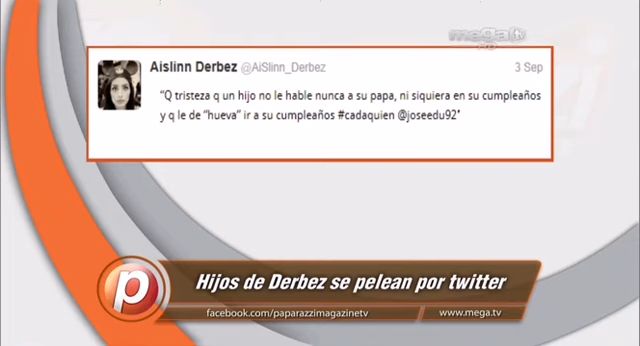 mega tv
HD
Aislinn Derbez @AiSlinn_Derbez 3 Sep
"Q tristeza q un hijo no le hable nunca a su papa, ni siquiera en su cumpleaños
y q le de "hueva" ir a su cumpleaños #cadaquien @joseedu92"
p
Hijos de Derbez se pelean por twitter
facebook.com/paparazzimagazinetv www.mega.tv